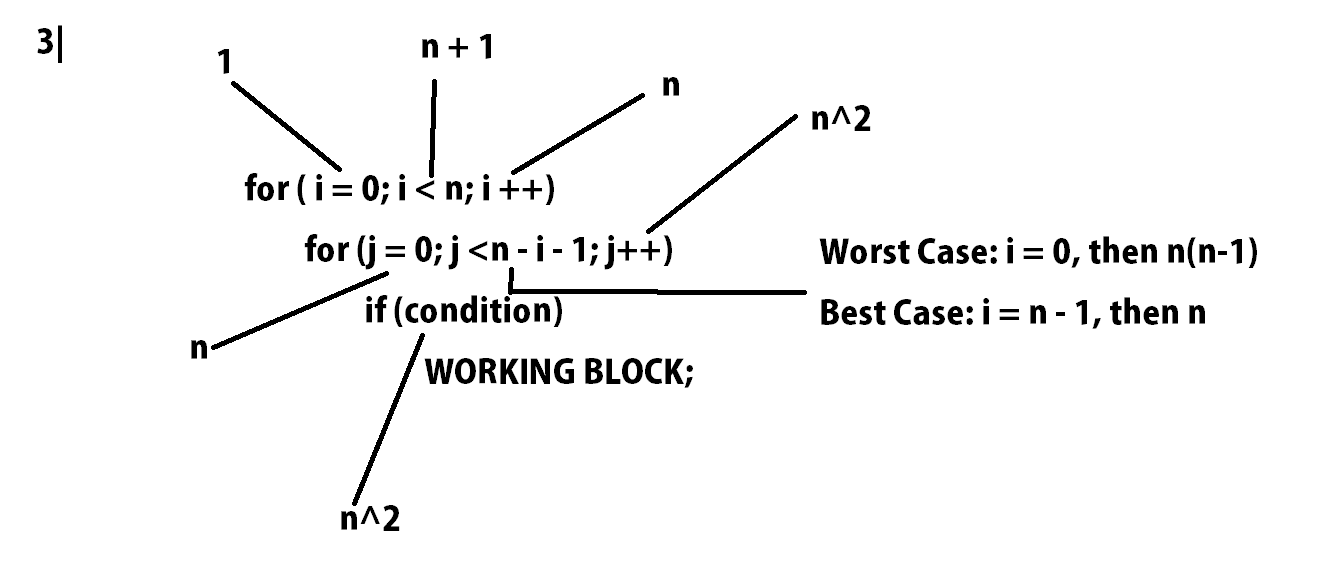 3|
1
n + 1
n
n^2
for ( i = 0; i < n; i ++)
for (j = 0; j <n - i - 1; j++)
Worst Case: i = 0, then n(n-1)
if (condition)
Best Case: i = n - 1, then n
n
WORKING BLOCK;
n^2